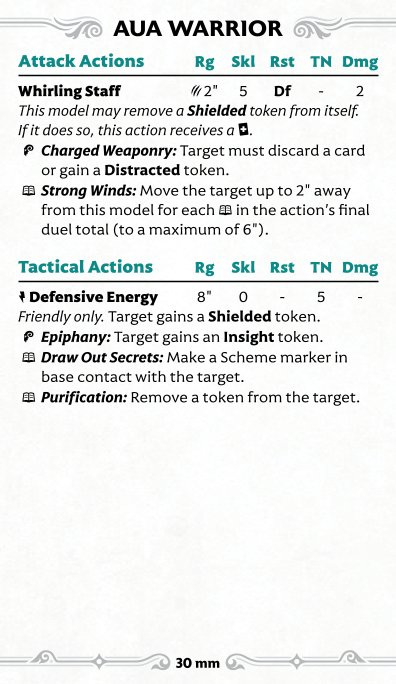 AUA WARRIOR
Attack Actions Rg Skl Rst TN Dmg
Whirling Staff 2" 5 Df - 2
This model may remove a Shielded token from itself.
If it does so, this action receives a .
Charged Weaponry: Target must discard a card
or gain a Distracted token.
Strong Winds: Move the target up to 2" away
from this model for each in the action's final
duel total (to a maximum of 6").
Tactical Actions Rg Skl Rst TN Dmg
Defensive Energy 8" 0 - 5 -
Friendly only. Target gains a Shielded token.
Epiphany: Target gains an Insight token.
Draw Out Secrets: Make a Scheme marker in
base contact with the target.
Purification: Remove a token from the target.
30 mm